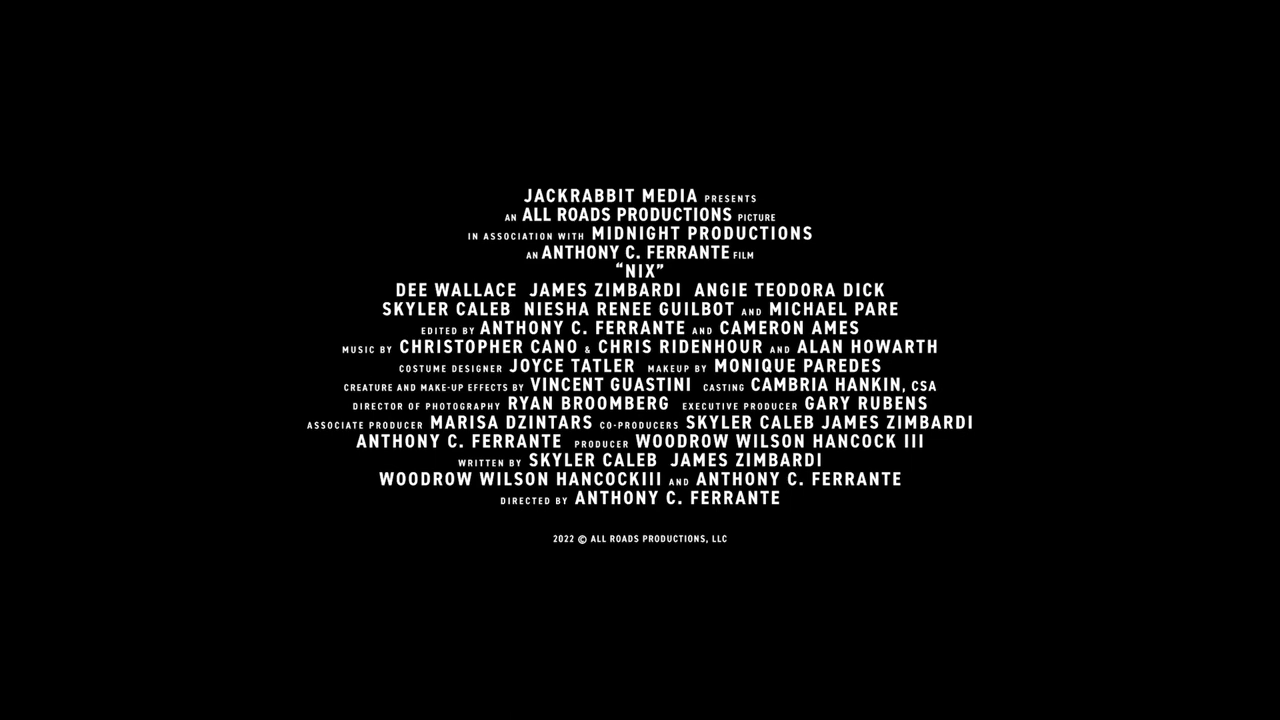 JACKRABBIT MEDIA PRESENTS
AN ALL ROADS PRODUCTIONS PICTURE
IN ASSOCIATION WITH MIDNIGHT PRODUCTIONS
AN ANTHONY C. FERRANTE FILM
“NIX”
DEE WALLACE JAMES ZIMBARDI ANGIE TEODORA DICK
SKYLER CALEB NIESHA RENEE GUILBOT AND MICHAEL PARE
EDITED BY ANTHONY C. FERRANTE AND CAMERON AMES
MUSIC BY CHRISTOPHER CANO & CHRIS RIDENHOUR AND ALAN HOWARTH
COSTUME DESIGNER JOYCE TATLER MAKEUP BY MONIQUE PAREDES
CREATURE AND MAKE-UP EFFECTS BY VINCENT GUASTINI CASTING CAMBRIA HANKIN, CSA
DIRECTOR OF PHOTOGRAPHY RYAN BROOMBERG EXECUTIVE PRODUCER GARY RUBENS
ASSOCIATE PRODUCER MARISA DZINTARS CO-PRODUCERS SKYLER CALEB JAMES ZIMBARDI
ANTHONY C. FERRANTE PRODUCER WOODROW WILSON HANCOCK III
WRITTEN BY SKYLER CALEB JAMES ZIMBARDI
WOODROW WILSON HANCOCKIII AND ANTHONY C. FERRANTE
DIRECTED BY ANTHONY C. FERRANTE
2022 © ALL ROADS PRODUCTIONS, LLC